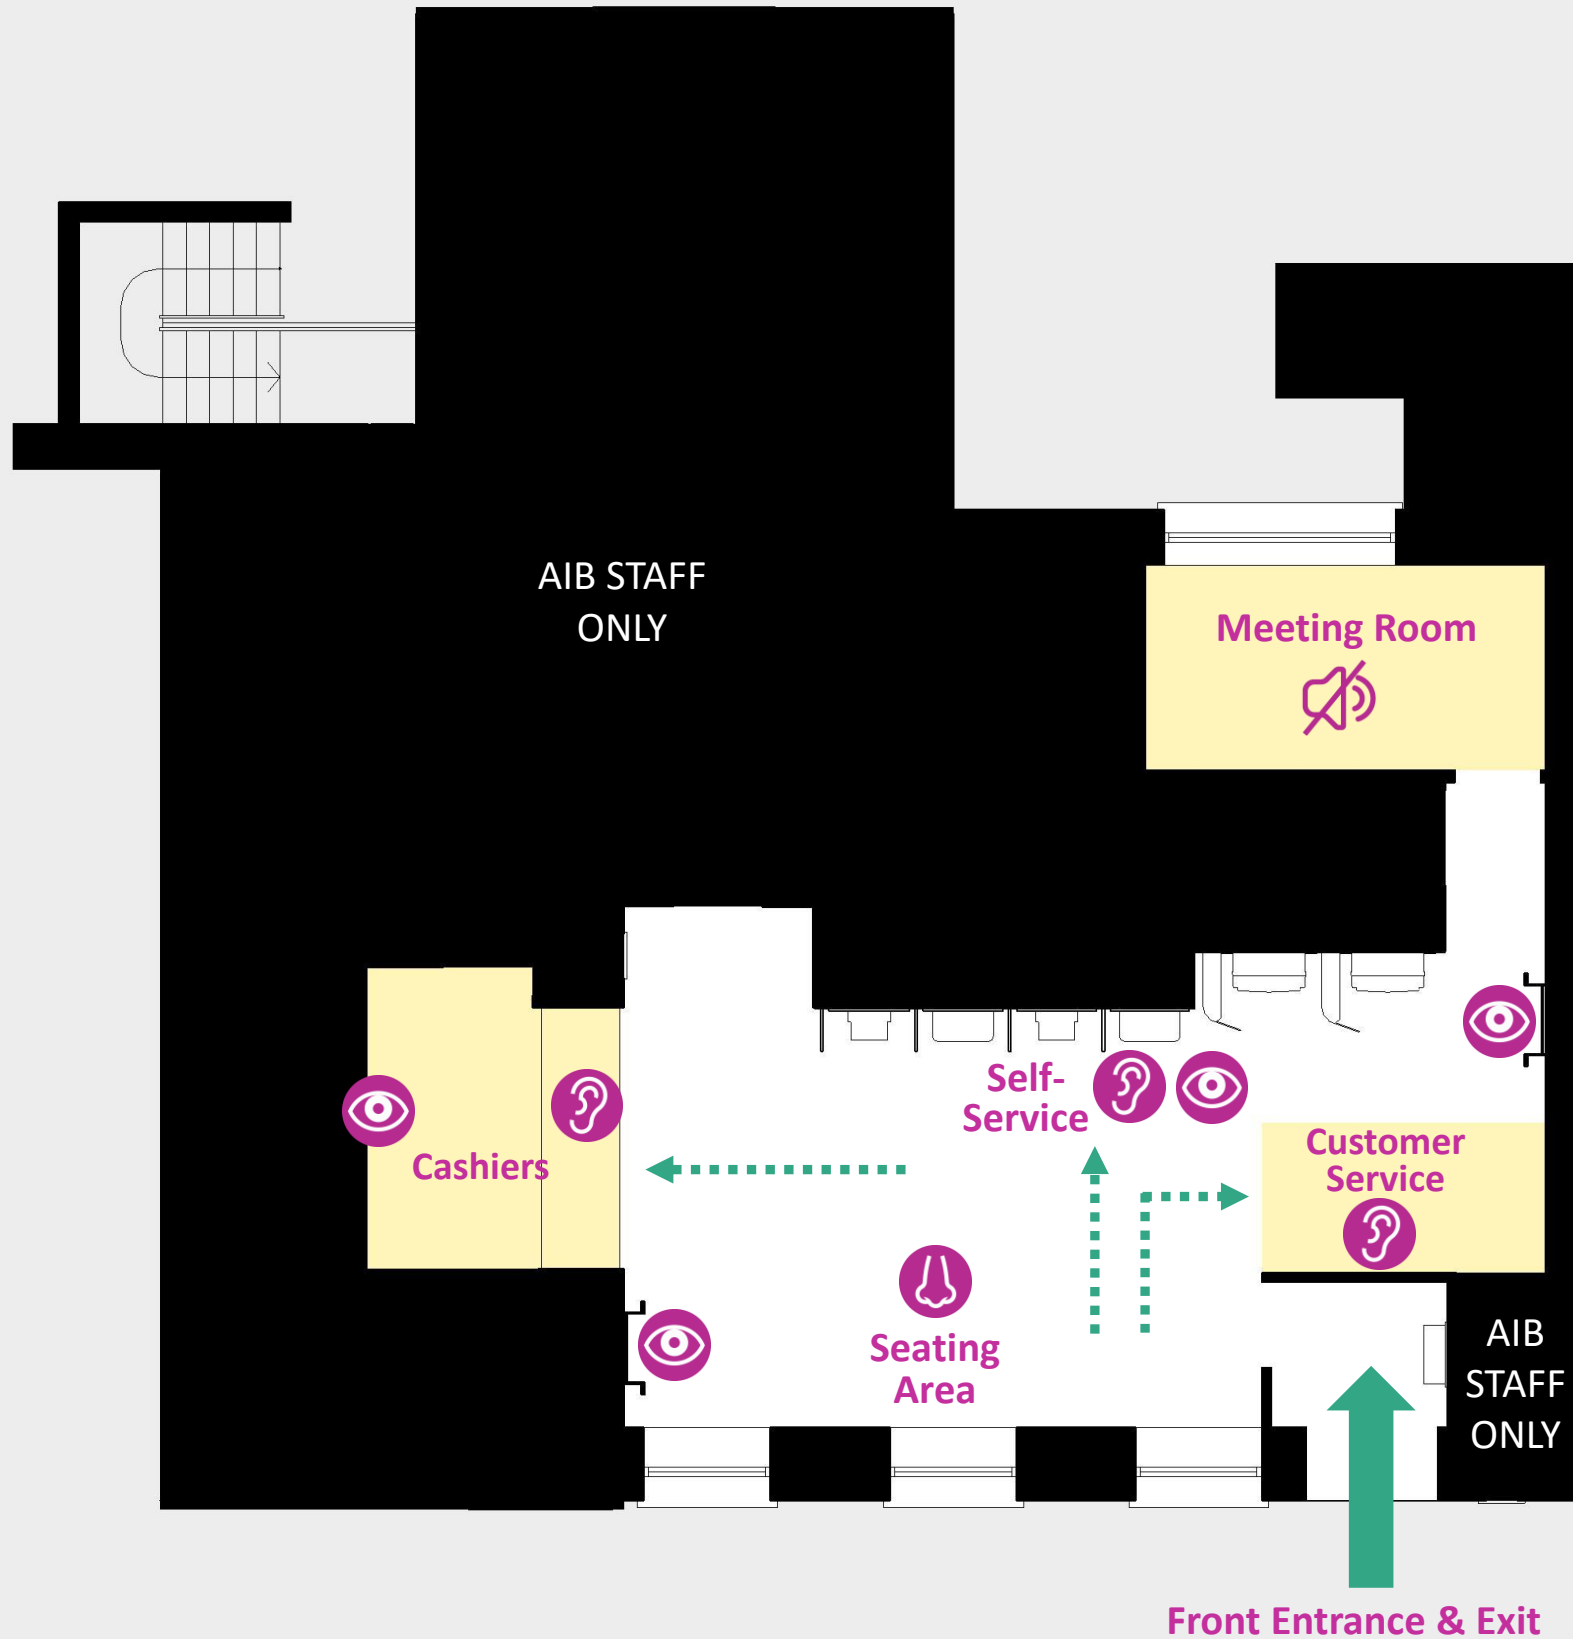 AIB STAFF
ONLY
Meeting Room
Self-
Service
Customer
Service
Cashiers
Seating
Area
AIB
STAFF
ONLY
Front Entrance & Exit